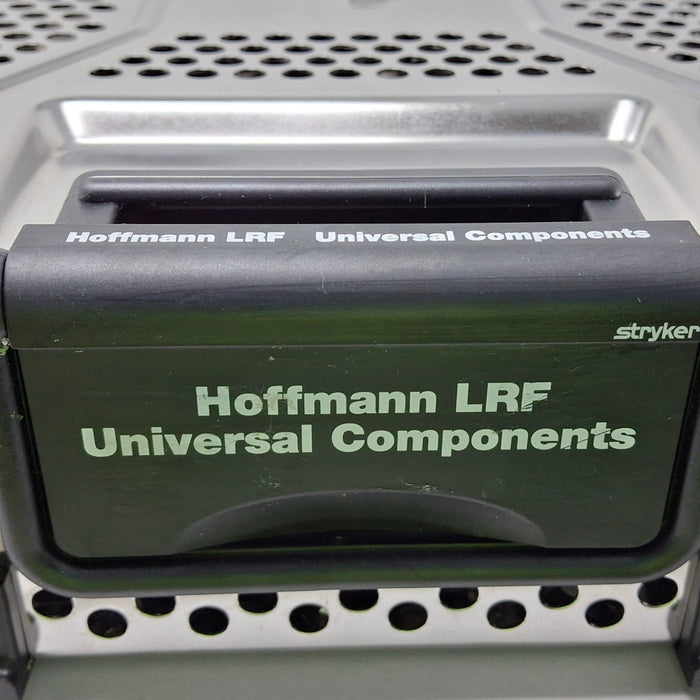 Hoffmann LRF Universal Components
stryker
Hoffmann LRF
Universal Components